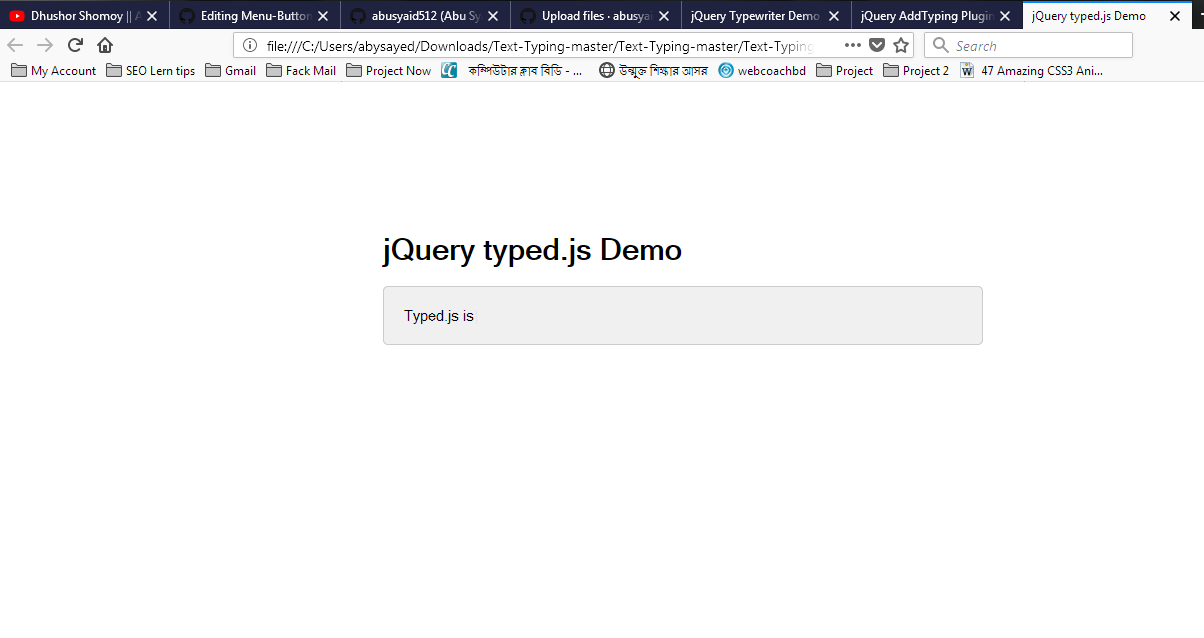 Dhushor Shomoy || A
Editing Menu-Button
abusyaid512 (Abu Sy
Upload files · abusyai
jQuery Typewriter Demo
jQuery AddTyping Plugin
jQuery typed.js Demo
file:///C:/Users/abysayed/Downloads/Text-Typing-master/Text-Typing-master/Text-Typing
Search
My Account
SEO Lern tips
Gmail
Fack Mail
Project Now
কম্পিউটার ক্লাব বিডি - ...
উন্মুক্ত শিক্ষার আসর
webcoachbd
Project
Project 2
W
47 Amazing CSS3 Ani...
jQuery typed.js Demo
Typed.js is